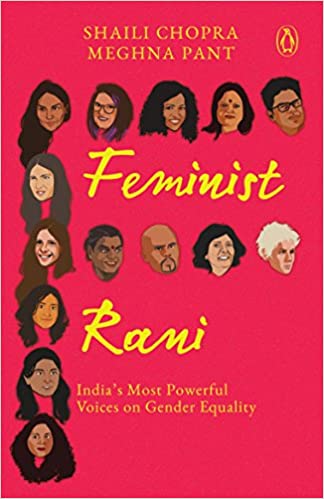 SHAILI CHOPRA
MEGHNA PANT
Feminist
Rani
India's Most Powerful
Voices on Gender Equality